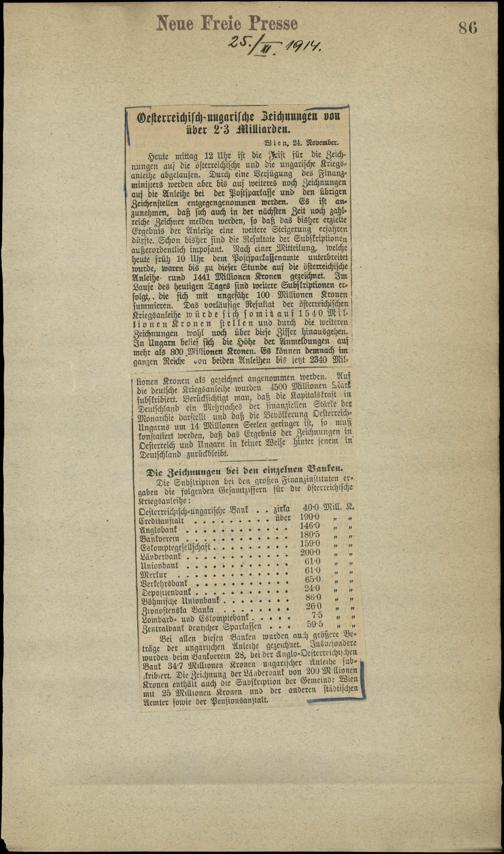 Neue Freie Presse
86
25./XI. 1914.
Oesterreichisch-ungarische Zeichnungen von
über 2·3 Milliarden.
Wien, 24. November.
Heute mittag 12 Uhr ist die Frist für die Zeich-
nungen auf die österreichische und die ungarische Kriegs-
anleihe abgelaufen. Durch eine Verfügung des Finanz-
ministers werden aber bis auf weiteres noch Zeichnungen
auf die Anleihe bei der Postsparkasse und den übrigen
Zeichenstellen entgegengenommen werden. Es ist an-
zunehmen, daß sich auch in der nächsten Zeit noch zahl-
reiche Zeichner melden werden, so daß das bisher erzielte
Ergebnis der Anleihe eine weitere Steigerung erfahren
dürfte. Schon bisher sind die Resultate der Subskriptionen
außerordentlich imposant. Nach einer Mitteilung, welche
heute früh 10 Uhr dem Postsparkassenamte unterbreitet
wurde, waren bis zu dieser Stunde auf die österreichische
Anleihe rund 1441 Millionen Kronen gezeichnet. Im
Laufe des heutigen Tages sind weitere Subskriptionen er-
folgt, die sich mit ungefähr 100 Millionen Kronen
summieren. Das vorläufige Resultat der österreichischen
Kriegsanleihe würde sich somit auf 1540 Mil-
lionen Kronen stellen und durch die weiteren
Zeichnungen wohl noch über diese Ziffer hinausgehen.
In Ungarn belief sich die Höhe der Anmeldungen auf
mehr als 800 Millionen Kronen. Es können demnach im
ganzen Reiche von beiden Anleihen bis jetzt 2340 Mil-
lionen Kronen als gezeichnet angenommen werden. Auf
die deutsche Kriegsanleihe wurden 4500 Millionen Mark
subskribiert. Berücksichtigt man, daß die Kapitalskraft in
Deutschland ein Mehrfaches der finanziellen Stärke der
Monarchie darstellt und daß die Bevölkerung Oesterreich-
Ungarns um 14 Millionen Seelen geringer ist, so muß
konstatiert werden, daß das Ergebnis der Zeichnungen in
Oesterreich und Ungarn in keiner Weise hinter jenem in
Deutschland zurückbleibt.
Die Zeichnungen bei den einzelnen Banken.
Die Subskription bei den großen Finanzinstituten er-
gaben die folgenden Gesamtziffern für die österreichische
Kriegsanleihe:
Oesterreichisch-ungarische Bank . . zirka 40·0 Mill. K.
Creditanstalt . . . . . . . . . über 190·0 „ „
Anglobank . . . . . . . . . . . 146·0 „ „
Bankverein . . . . . . . . . . . 180·5 „ „
Eskomptegesellschaft . . . . . . . . . 159·0 „ „
Länderbank . . . . . . . . . . . 200·0 „ „
Unionbank . . . . . . . . . . . 61·0 „ „
Merkur . . . . . . . . . . . . 61·0 „ „
Verkehrsbank . . . . . . . . . . . 65·0 „ „
Depositenbank . . . . . . . . . . 24·0 „ „
Böhmische Unionbank . . . . . . . . 86·0 „ „
Zivnostenska Banka . . . . . . . . . 26·0 „ „
Lombard- und Eskomptebank . . . . . 7·5 „ „
Zentralbank deutscher Sparkassen . . . . 59·5 „ „
Bei allen diesen Banken wurden auch größere Be-
träge der ungarischen Anleihe gezeichnet. Insbesondere
wurden beim Bankverein 28, bei der Anglo-Oesterreichischen
Bank 34·7 Millionen Kronen ungarischer Anleihe sub-
skribiert. Die Zeichnung der Länderbank von 200 Millionen
Kronen enthält auch die Subskription der Gemeinde Wien
mit 25 Millionen Kronen und der anderen städtischen
Aemter sowie der Pensionsanstalt.